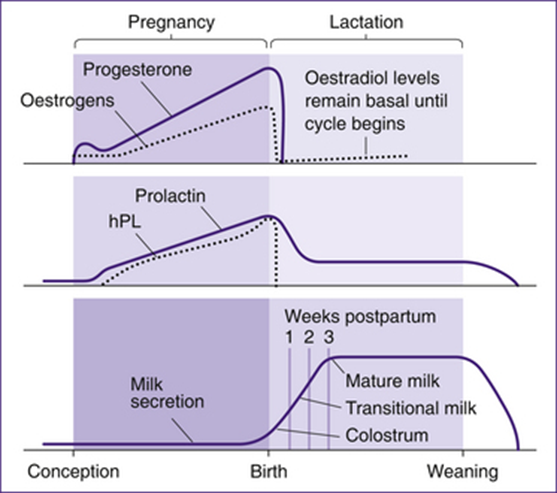 Pregnancy
Lactation
Progesterone
Oestrogens
Oestradiol levels
remain basal until
cycle begins
Prolactin
hPL
Weeks postpartum
1 2 3
Milk
secretion
Mature milk
Transitional milk
Colostrum
Conception
Birth
Weaning